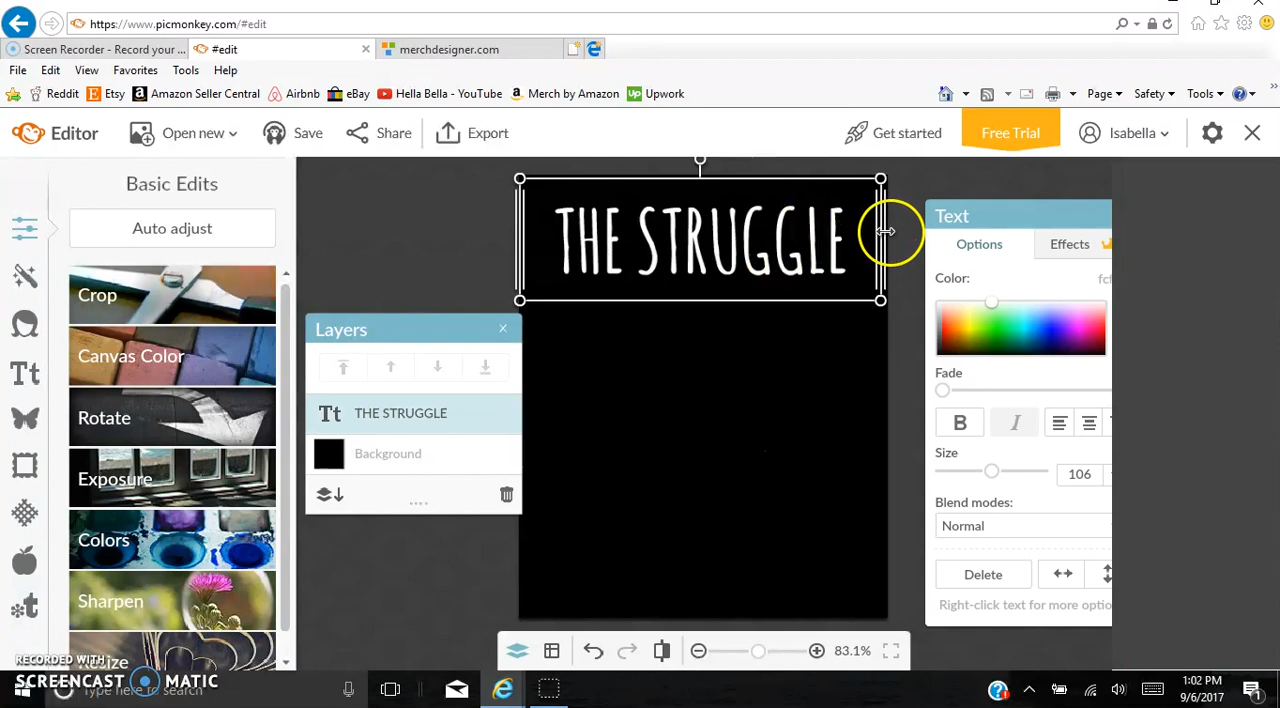 https://www.picmonkey.com/#edit
Screen Recorder - Record your ...
#edit
merchdesigner.com
File Edit View Favorites Tools Help
Reddit Etsy Amazon Seller Central Airbnb eBay Hella Bella - YouTube Merch by Amazon Up Upwork
Page Safety Tools
Editor Open new Save Share Export Get started Free Trial Isabella
Basic Edits
Auto adjust
Crop
Canvas Color
Rotate
Exposure
Colors
Sharpen
Resize
THE STRUGGLE
Layers
Tt THE STRUGGLE
Background
Text
Options Effects
Color: fcf
Fade
B I
Size
106
Blend modes:
Normal
Delete
Right-click text for more optio
83.1%
RECORDED WITH
SCREENCAST MATIC
Type here to search
1:02 PM
9/6/2017